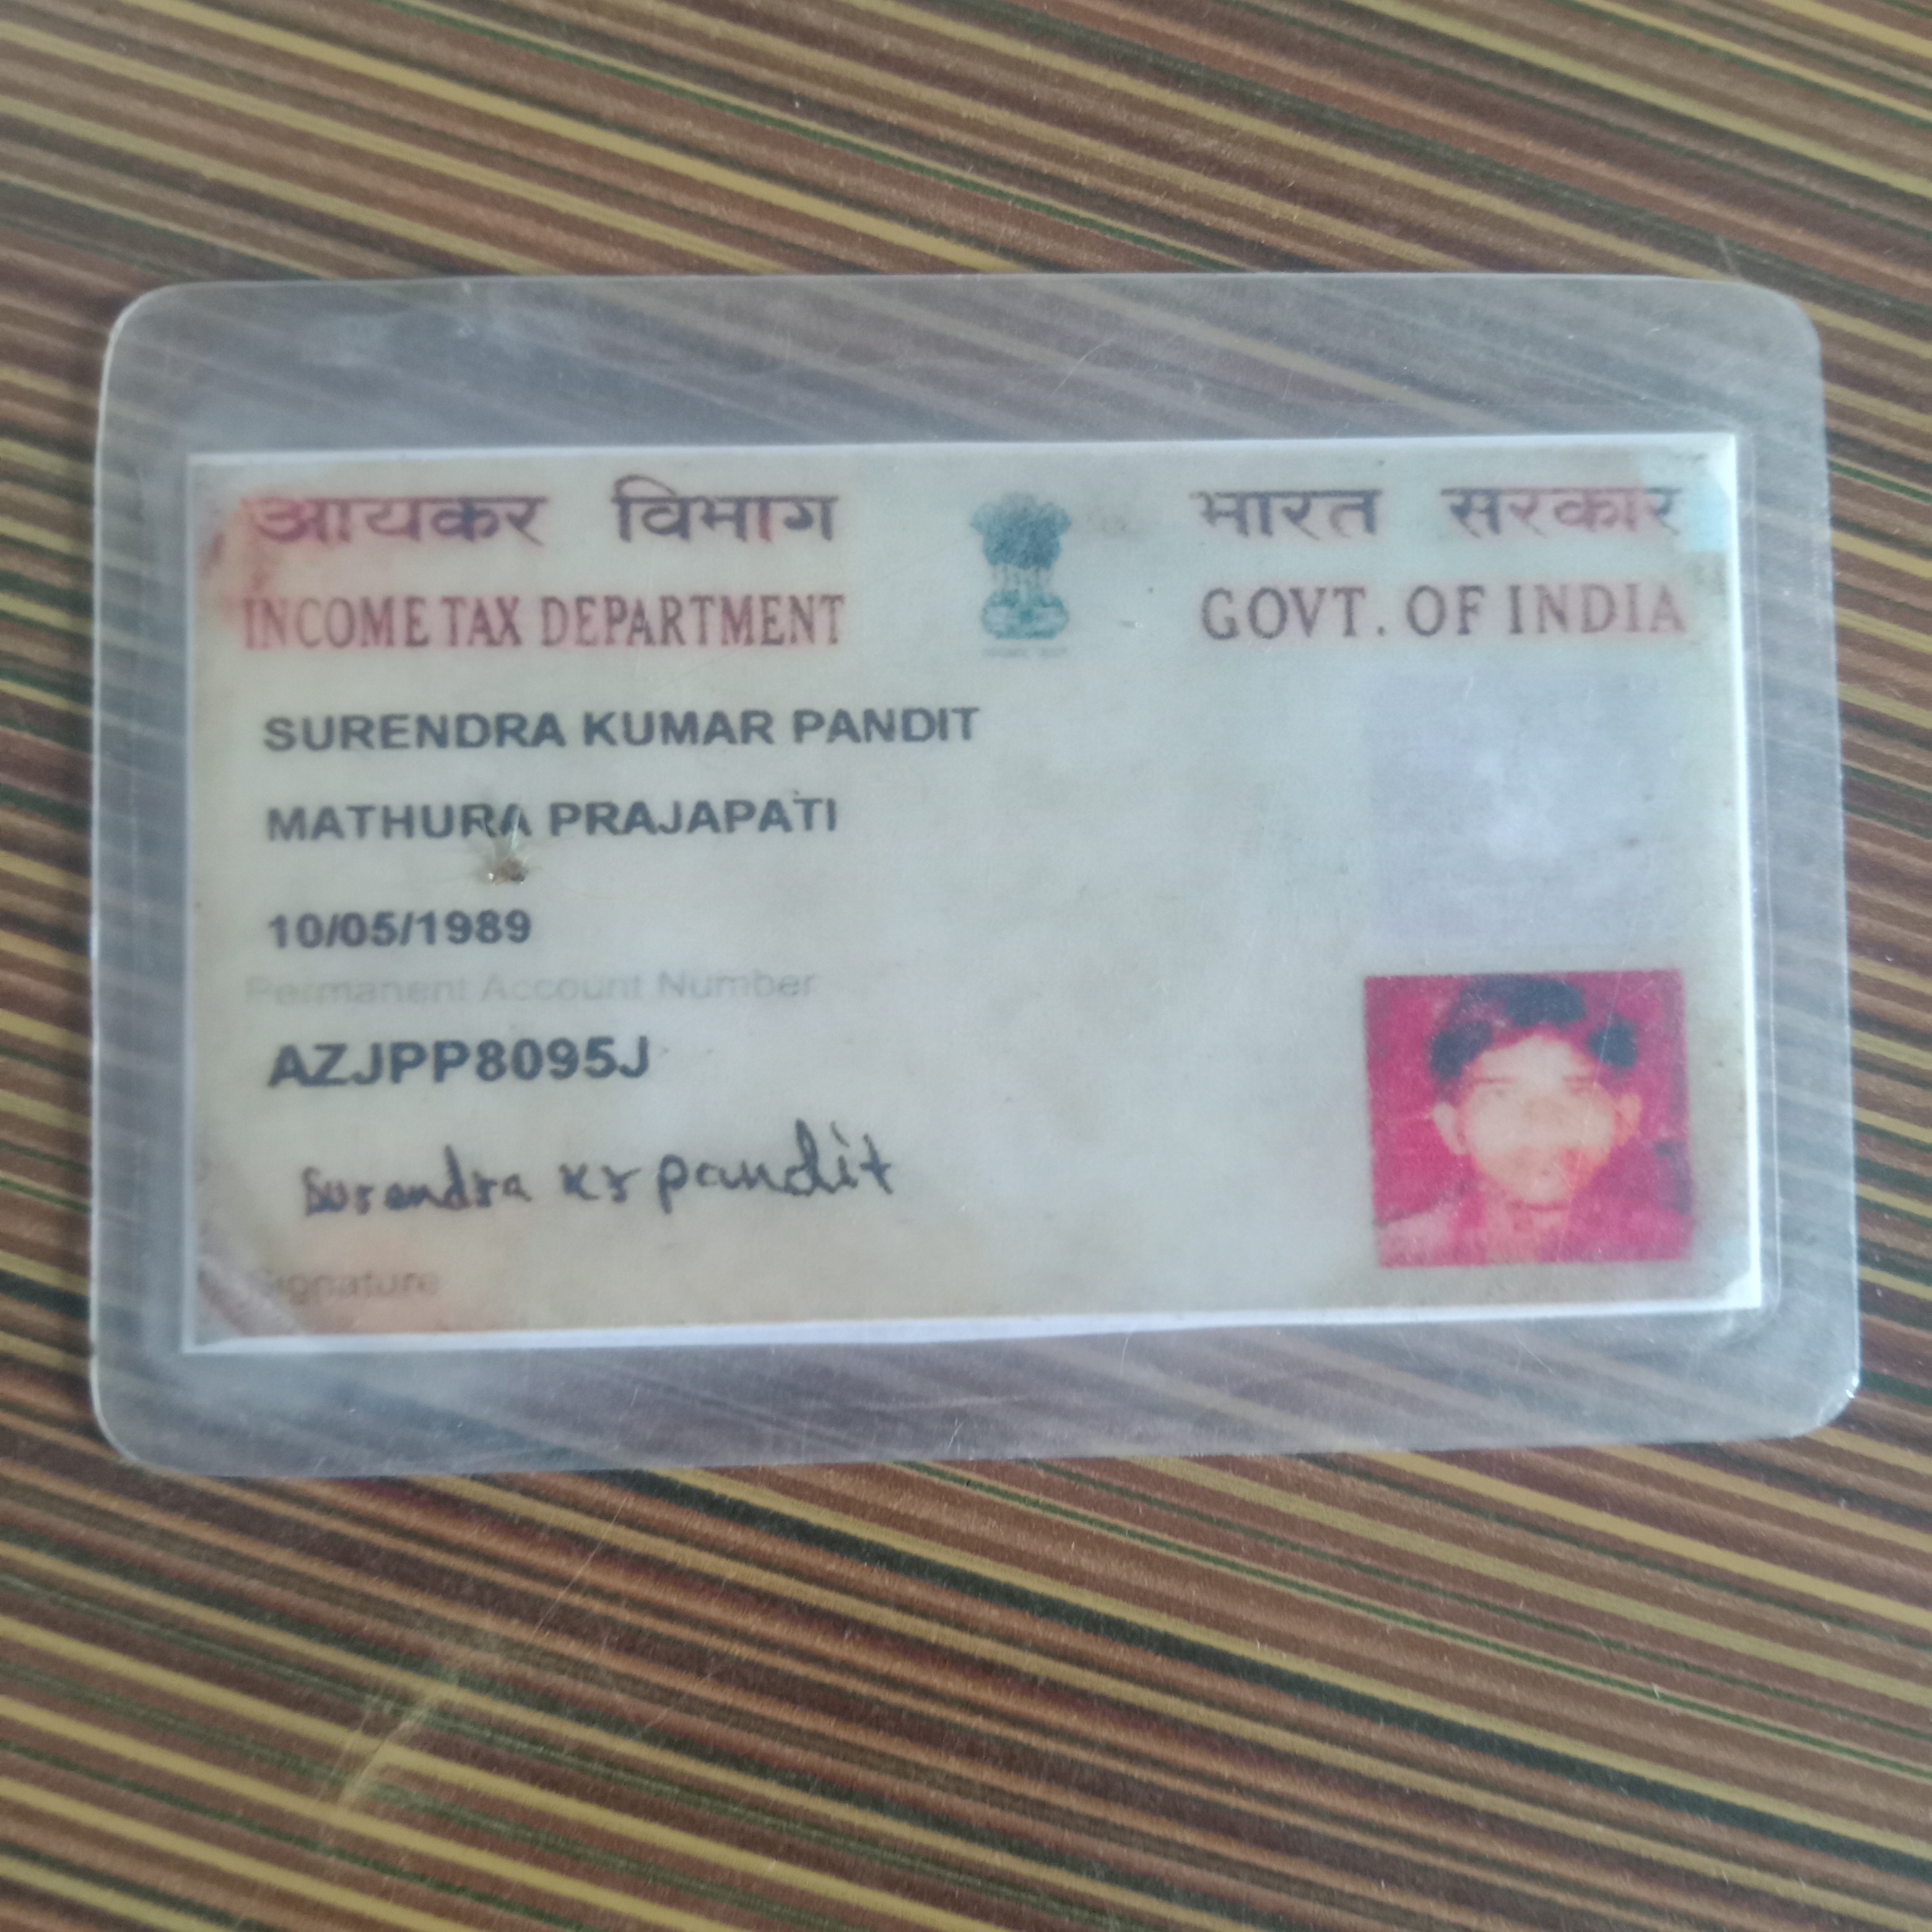 आयकर विभाग
INCOME TAX DEPARTMENT
भारत सरकार
GOVT. OF INDIA
SURENDRA KUMAR PANDIT
MATHURA PRAJAPATI
10/05/1989
Permanent Account Number
AZJPP8095J
Surendra kr pandit
Signature